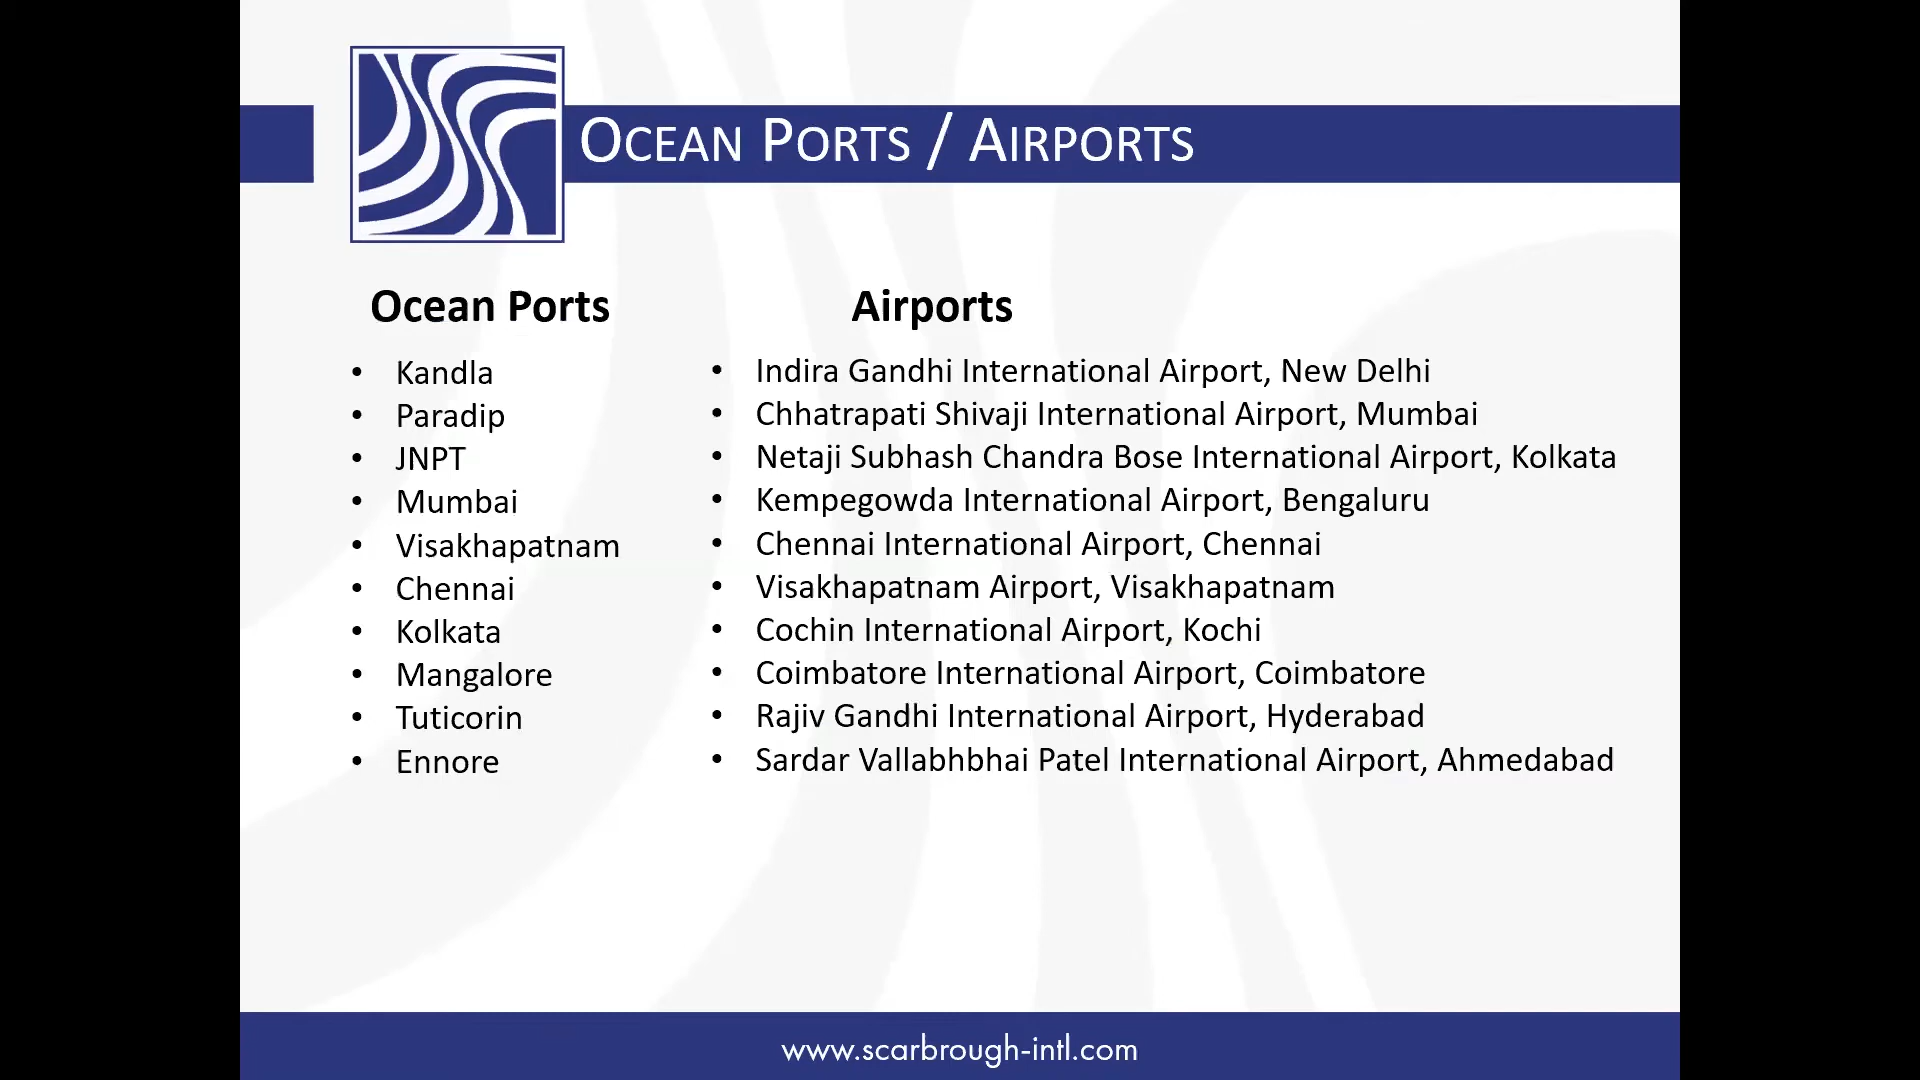 Ocean Ports / Airports
Ocean Ports
• Kandla
• Paradip
• JNPT
• Mumbai
• Visakhapatnam
• Chennai
• Kolkata
• Mangalore
• Tuticorin
• Ennore
Airports
• Indira Gandhi International Airport, New Delhi
• Chhatrapati Shivaji International Airport, Mumbai
• Netaji Subhash Chandra Bose International Airport, Kolkata
• Kempegowda International Airport, Bengaluru
• Chennai International Airport, Chennai
• Visakhapatnam Airport, Visakhapatnam
• Cochin International Airport, Kochi
• Coimbatore International Airport, Coimbatore
• Rajiv Gandhi International Airport, Hyderabad
• Sardar Vallabhbhai Patel International Airport, Ahmedabad
www.scarbrough-intl.com